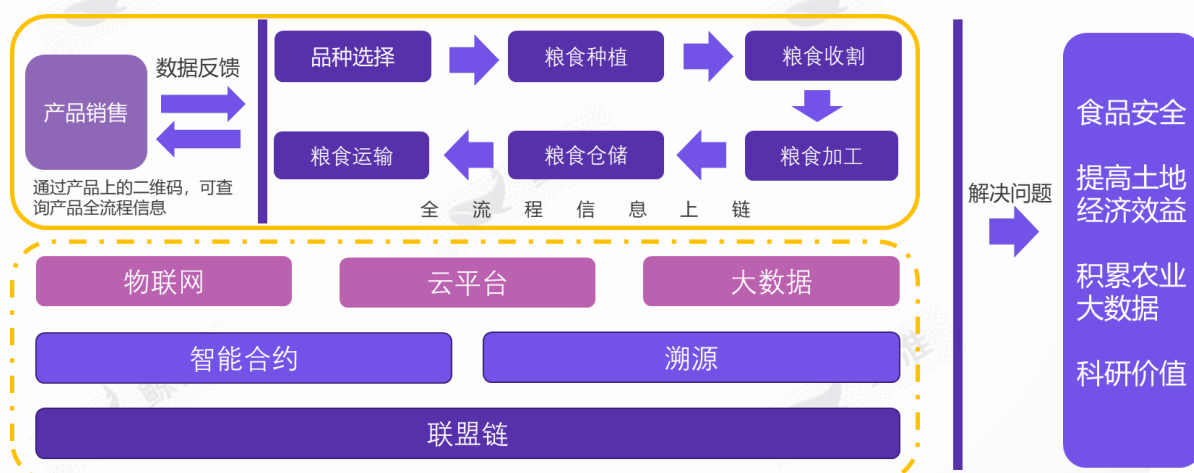 产品销售
数据反馈
通过产品上的二维码，可查
询产品全流程信息
品种选择
粮食种植
粮食收割
粮食运输
粮食仓储
粮食加工
全流程信息上链
物联网
云平台
大数据
智能合约
溯源
联盟链
解决问题
食品安全
提高土地
经济效益
积累农业
大数据
科研价值